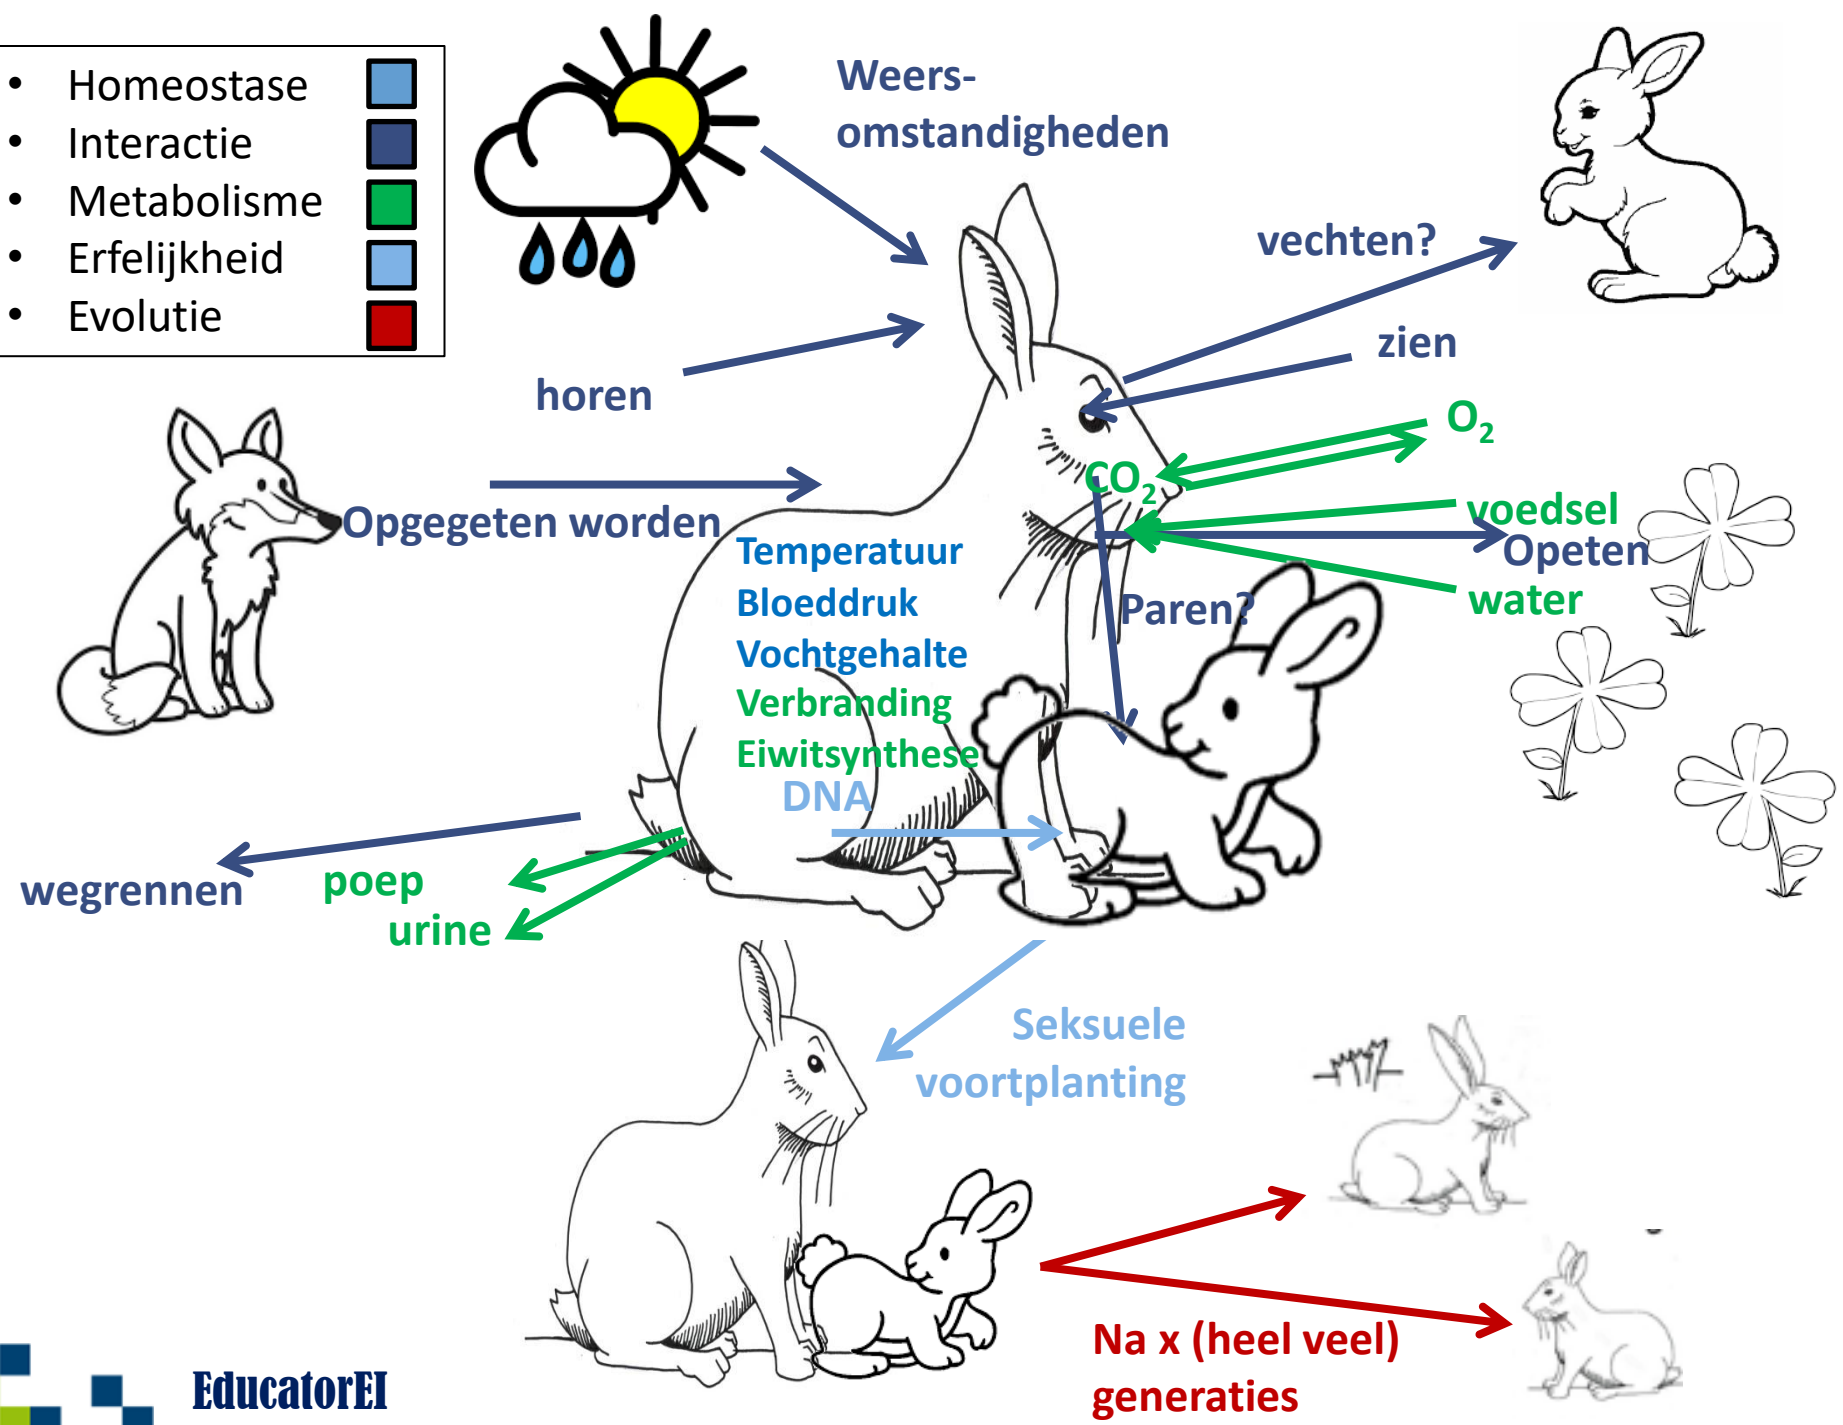 • Homeostase
• Interactie
• Metabolisme
• Erfelijkheid
• Evolutie
Weers-
omstandigheden
vechten?
zien
horen
O₂
CO₂
voedsel
Opgegeten worden
Opeten
Temperatuur
Bloeddruk
Vochtgehalte
Verbranding
Eiwitsynthese
DNA
water
Paren?
wegrennen
poep
urine
Seksuele
voortplanting
Na x (heel veel)
generaties
EducatorEI